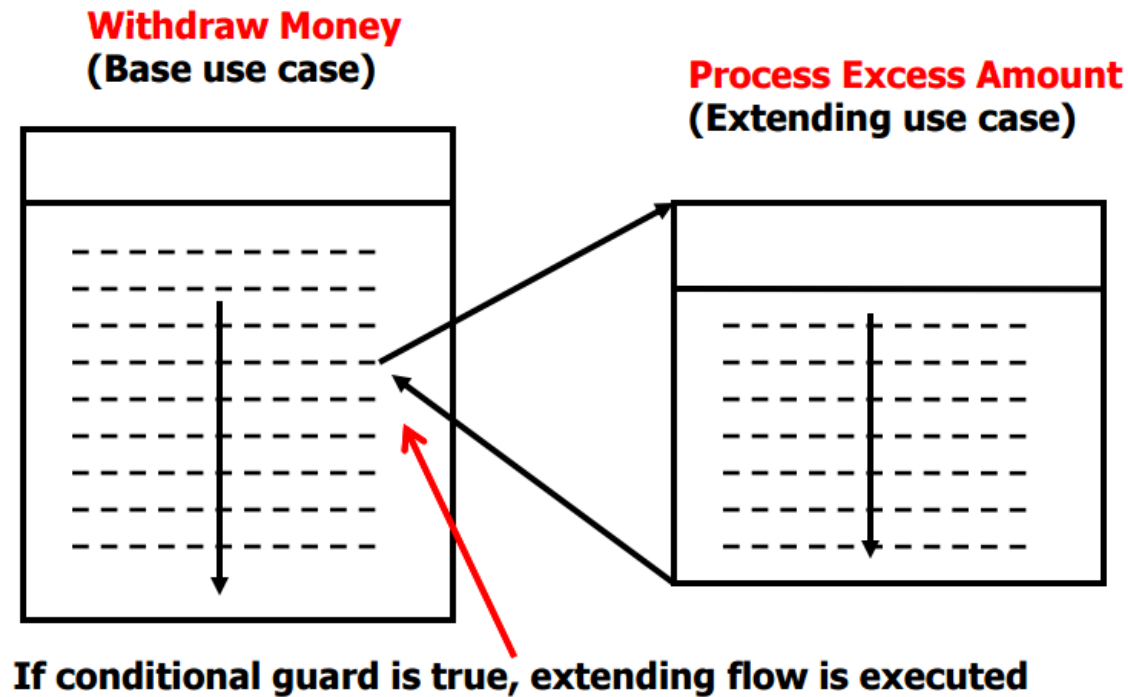 Withdraw Money
(Base use case)
Process Excess Amount
(Extending use case)
If conditional guard is true, extending flow is executed